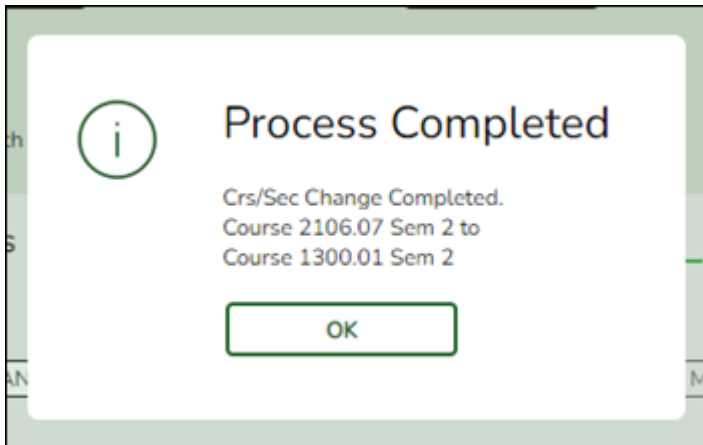 Process Completed
Crs/Sec Change Completed.
Course 2106.07 Sem 2 to
Course 1300.01 Sem 2
OK